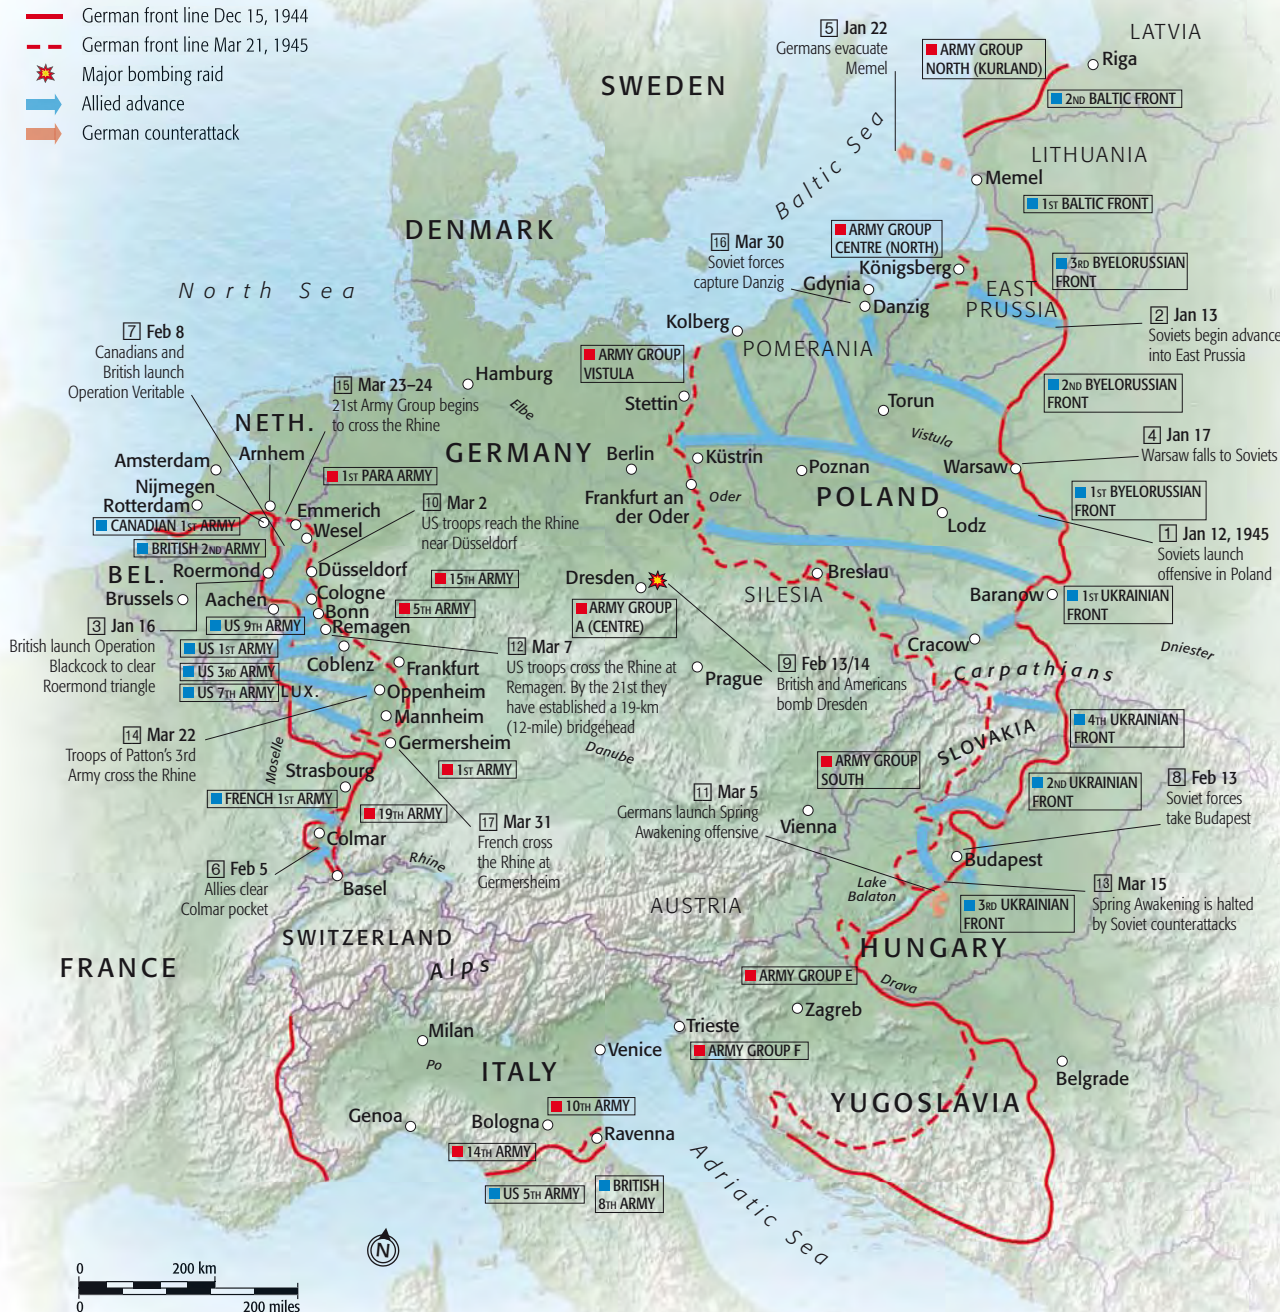 German front line Dec 15, 1944
German front line Mar 21, 1945
Major bombing raid
Allied advance
German counterattack
5 Jan 22
Germans evacuate
Memel
ARMY GROUP
NORTH (KURLAND)
LATVIA
Riga
2ND BALTIC FRONT
SWEDEN
Baltic Sea
LITHUANIA
Memel
1ST BALTIC FRONT
DENMARK
North Sea
16 Mar 30
Soviet forces
capture Danzig
ARMY GROUP
CENTRE (NORTH)
Königsberg
Gdynia
Danzig
EAST
PRUSSIA
3RD BYELORUSSIAN
FRONT
2 Jan 13
Soviets begin advance
into East Prussia
7 Feb 8
Canadians and
British launch
Operation Veritable
Kolberg
POMERANIA
ARMY GROUP
VISTULA
Hamburg
Elbe
Stettin
15 Mar 23–24
21st Army Group begins
to cross the Rhine
Torun
Vistula
2ND BYELORUSSIAN
FRONT
4 Jan 17
Warsaw falls to Soviets
NETH.
Arnhem
Amsterdam
Nijmegen
Rotterdam
GERMANY
Berlin
Küstrin
Poznan
Warsaw
1ST PARA ARMY
Emmerich
Wesel
10 Mar 2
US troops reach the Rhine
near Düsseldorf
Frankfurt an
der Oder
Oder
POLAND
Lodz
1ST BYELORUSSIAN
FRONT
1 Jan 12, 1945
Soviets launch
offensive in Poland
CANADIAN 1ST ARMY
BRITISH 2ND ARMY
BEL.
Roermond
Brussels
Aachen
Düsseldorf
Cologne
Bonn
Remagen
15TH ARMY
5TH ARMY
Dresden
ARMY GROUP
A (CENTRE)
SILESIA
Breslau
Baranow
1ST UKRAINIAN
FRONT
3 Jan 16
British launch Operation
Blackcock to clear
Roermond triangle
US 9TH ARMY
US 1ST ARMY
US 3RD ARMY
US 7TH ARMY
LUX.
Coblenz
Frankfurt
Oppenheim
Mannheim
Germersheim
12 Mar 7
US troops cross the Rhine at
Remagen. By the 21st they
have established a 19-km
(12-mile) bridgehead
Prague
9 Feb 13/14
British and Americans
bomb Dresden
Cracow
Carpathians
Dniester
14 Mar 22
Troops of Patton's 3rd
Army cross the Rhine
Moselle
Danube
SLOVAKIA
4TH UKRAINIAN
FRONT
Strasbourg
1ST ARMY
ARMY GROUP
SOUTH
2ND UKRAINIAN
FRONT
8 Feb 13
Soviet forces
take Budapest
FRENCH 1ST ARMY
19TH ARMY
11 Mar 5
Germans launch Spring
Awakening offensive
Vienna
Colmar
17 Mar 31
French cross
the Rhine at
Germersheim
6 Feb 5
Allies clear
Colmar pocket
Rhine
Basel
Budapest
Lake
Balaton
13 Mar 15
Spring Awakening is halted
by Soviet counterattacks
3RD UKRAINIAN
FRONT
AUSTRIA
SWITZERLAND
Alps
FRANCE
HUNGARY
ARMY GROUP E
Drava
Zagreb
Milan
Po
ITALY
Venice
Trieste
ARMY GROUP F
Belgrade
YUGOSLAVIA
Genoa
Bologna
10TH ARMY
Ravenna
14TH ARMY
US 5TH ARMY
BRITISH
8TH ARMY
Adriatic Sea
N
0 200 km
0 200 miles